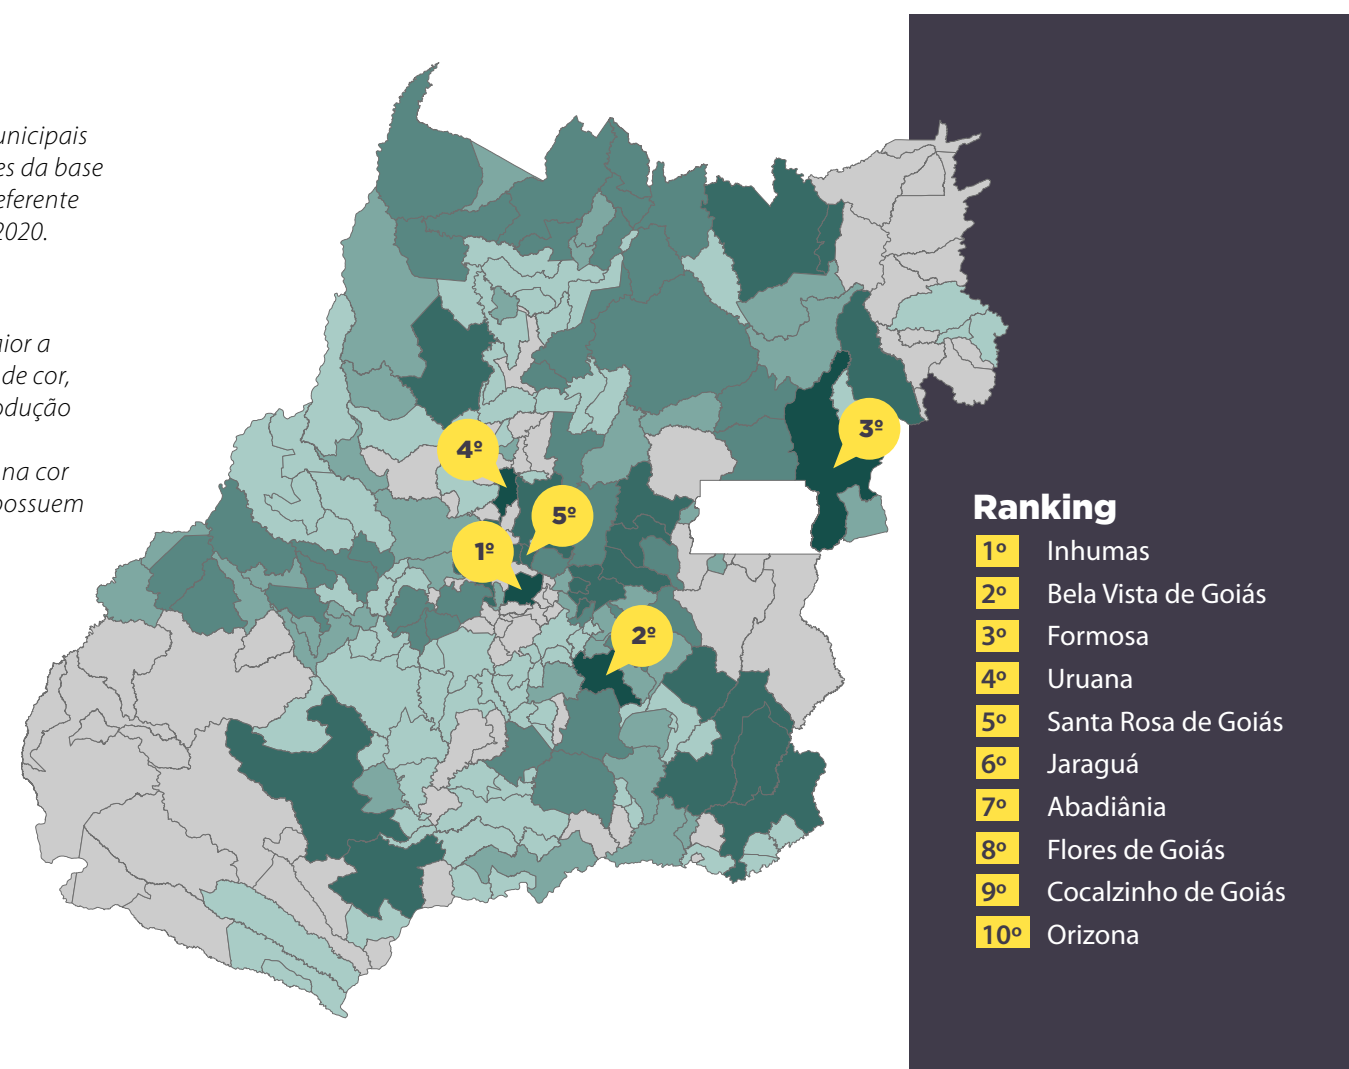 unicipais
es da base
eferente
2020.
aior a
de cor,
odução
na cor
possuem
4º
3º
5º
1º
2º
Ranking
1º Inhumas
2º Bela Vista de Goiás
3º Formosa
4º Uruana
5º Santa Rosa de Goiás
6º Jaraguá
7º Abadiânia
8º Flores de Goiás
9º Cocalzinho de Goiás
10º Orizona